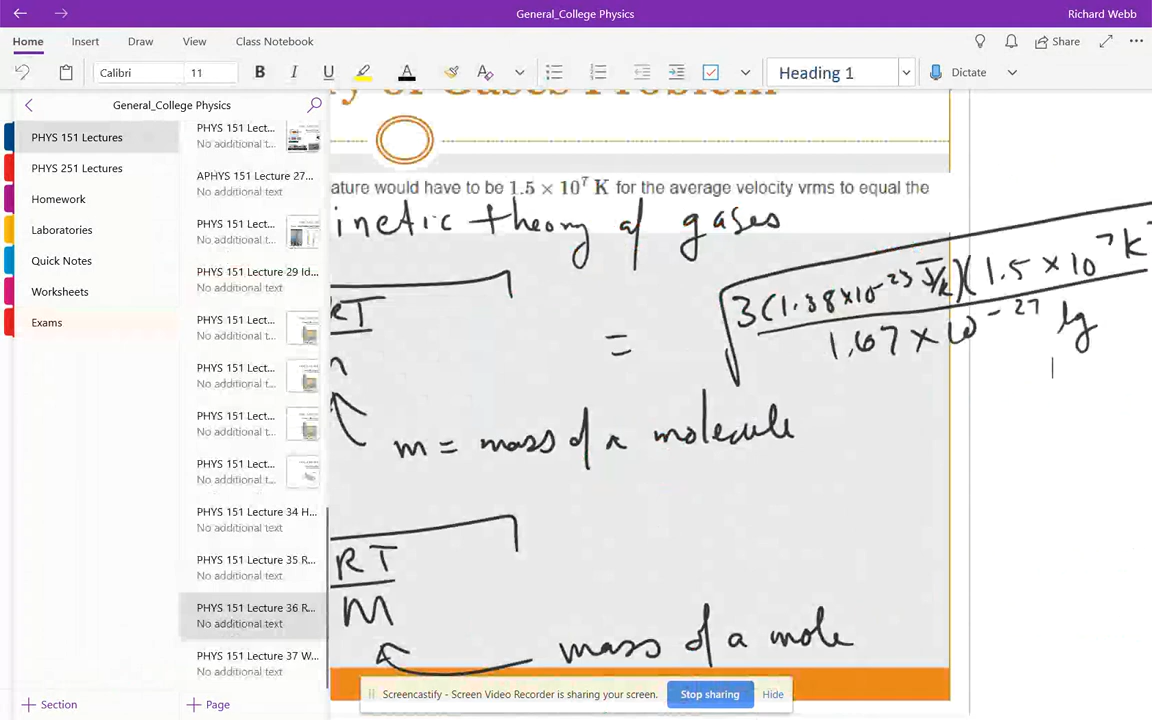 General_College Physics
Richard Webb
Home Insert Draw View Class Notebook
Share
Calibri 11 B I U A Heading 1 Dictate
General_College Physics
PHYS 151 Lectures
PHYS 251 Lectures
Homework
Laboratories
Quick Notes
Worksheets
Exams
PHYS 151 Lect...
No additional t...
APHYS 151 Lecture 27...
No additional text
PHYS 151 Lect...
No additional t...
PHYS 151 Lecture 29 Id...
No additional text
PHYS 151 Lect...
No additional t...
PHYS 151 Lect...
No additional t...
PHYS 151 Lect...
No additional t...
PHYS 151 Lect...
No additional t...
PHYS 151 Lecture 34 H...
No additional text
PHYS 151 Lecture 35 R...
No additional text
PHYS 151 Lecture 36 R...
No additional text
PHYS 151 Lecture 37 W...
No additional text
Section
Page
y of Gases Problem
ature would have to be 1.5 × 10⁷ K for the average velocity vrms to equal the
inetic theory of gases
RT
= √ 3(1.38×10⁻²³ J/K)(1.5 × 10⁷ K
1.67 × 10⁻²⁷ kg
m = mass of a molecule
RT
M
mass of a mole
Screencastify - Screen Video Recorder is sharing your screen. Stop sharing Hide